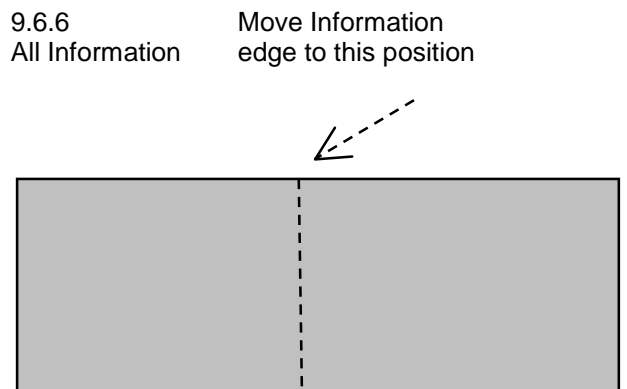 9.6.6
All Information
Move Information
edge to this position